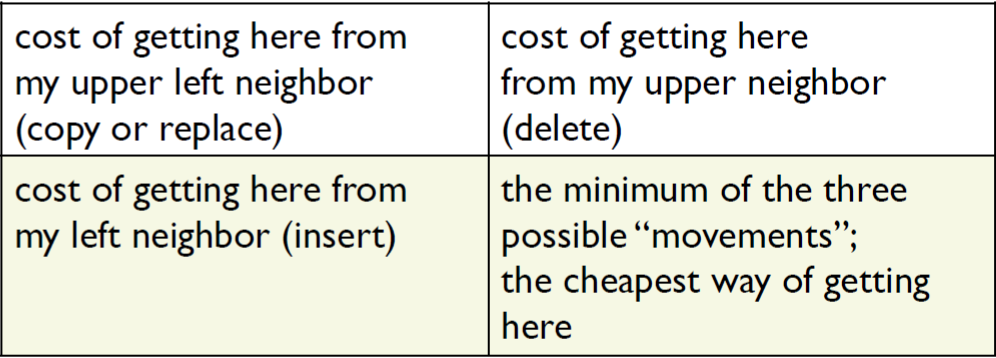 cost of getting here from
my upper left neighbor
(copy or replace)
cost of getting here
from my upper neighbor
(delete)
cost of getting here from
my left neighbor (insert)
the minimum of the three
possible “movements”;
the cheapest way of getting
here